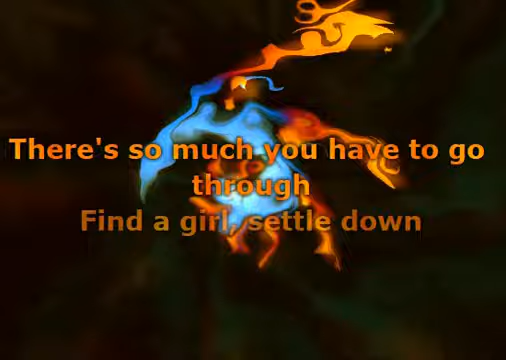 There's so much you have to go
through
Find a girl, settle down